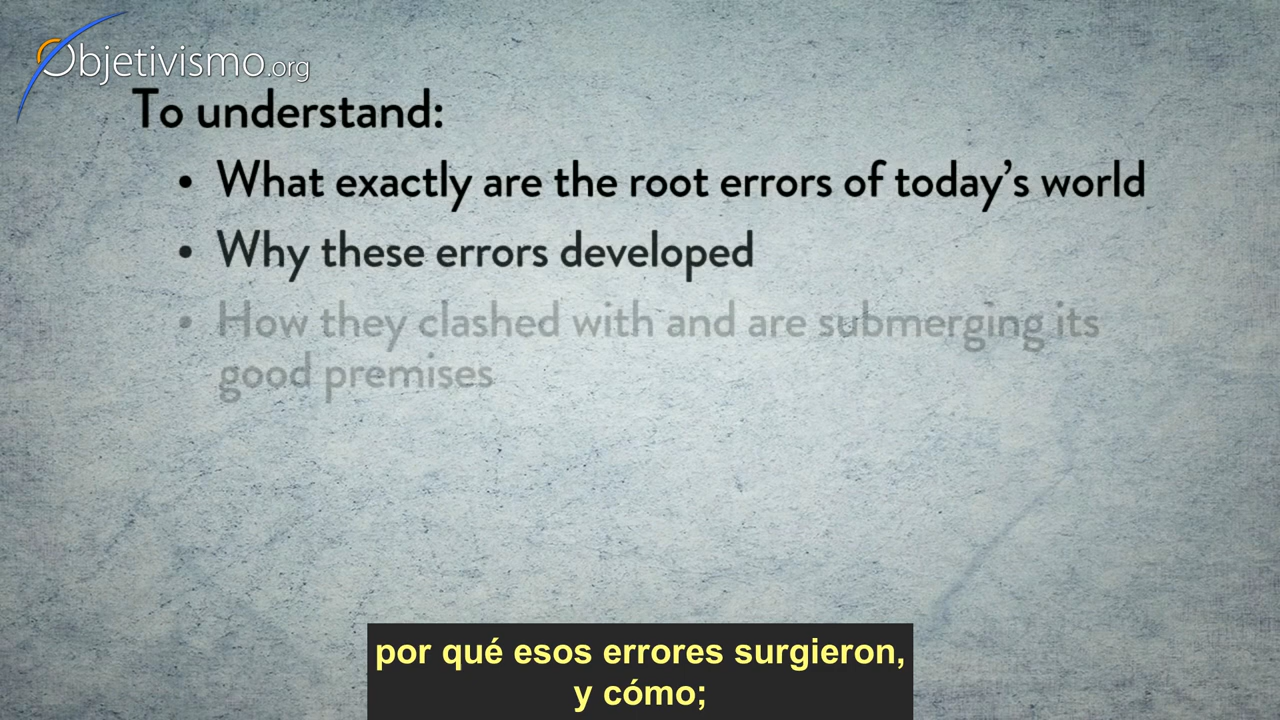 Objetivismo.org
To understand:
• What exactly are the root errors of today's world
• Why these errors developed
• How they clashed with and are submerging its
good premises
por qué esos errores surgieron,
y cómo;